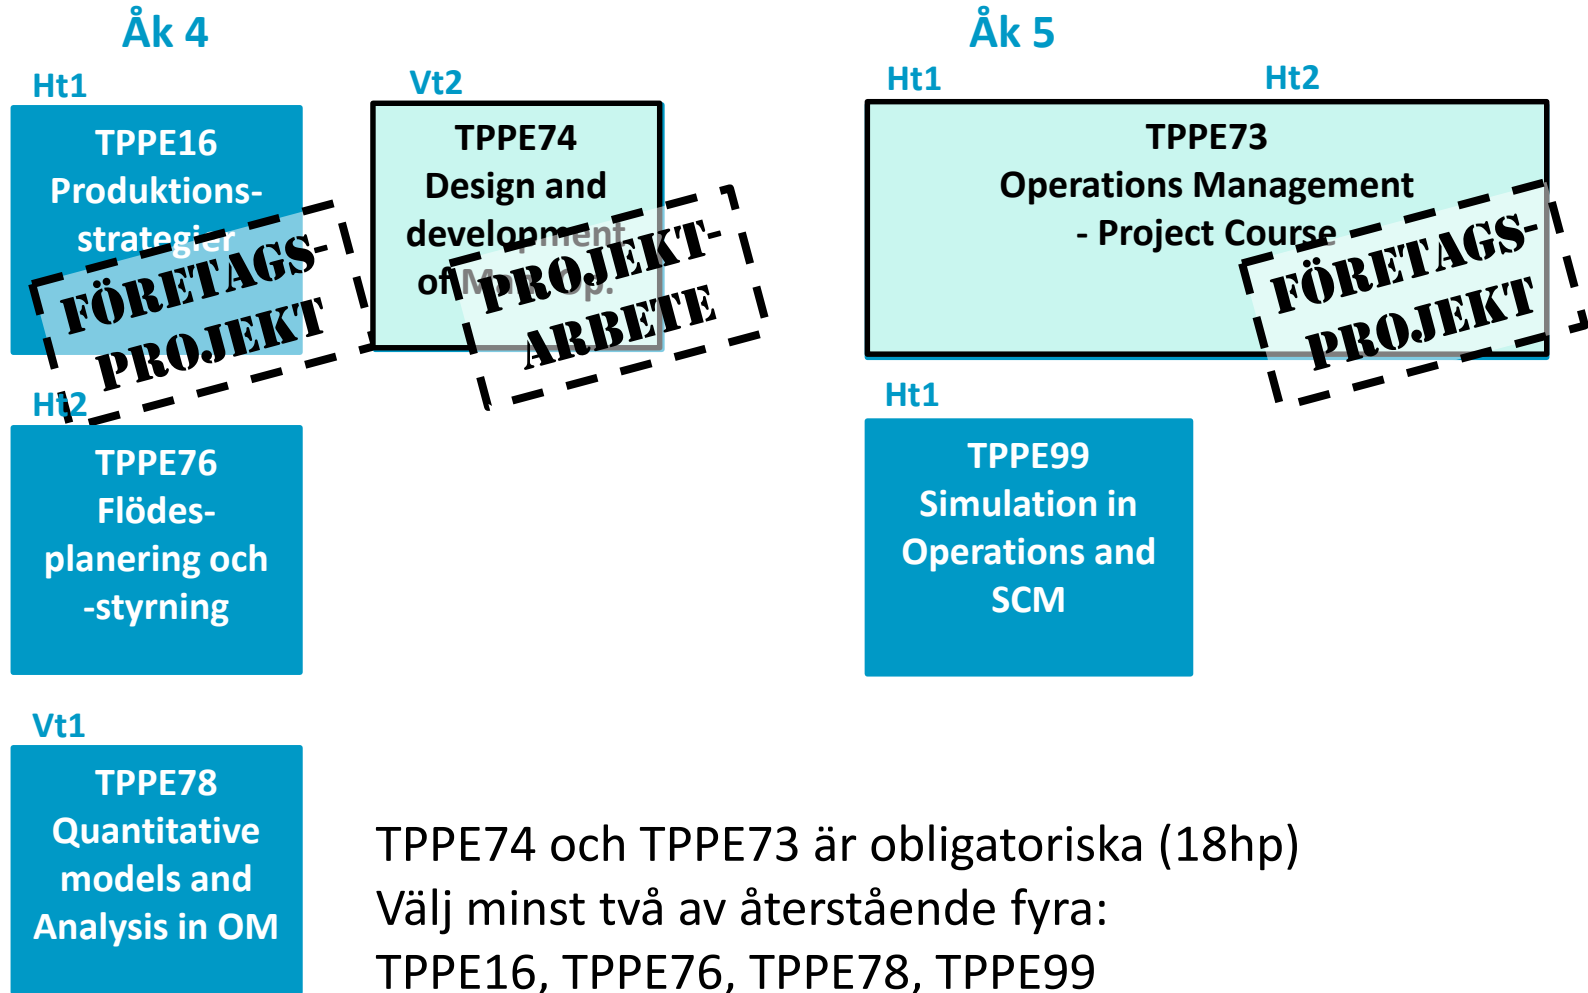 Åk 4
Ht1
TPPE16
Produktions-
strategier
FÖRETAGS-
PROJEKT
Vt2
TPPE74
Design and
development
of Man. Op.
PROJEKT-
ARBETE
Ht2
TPPE76
Flödes-
planering och
-styrning
Vt1
TPPE78
Quantitative
models and
Analysis in OM
Åk 5
Ht1
Ht2
TPPE73
Operations Management
- Project Course
FÖRETAGS-
PROJEKT
Ht1
TPPE99
Simulation in
Operations and
SCM
TPPE74 och TPPE73 är obligatoriska (18hp)
Välj minst två av återstående fyra:
TPPE16, TPPE76, TPPE78, TPPE99